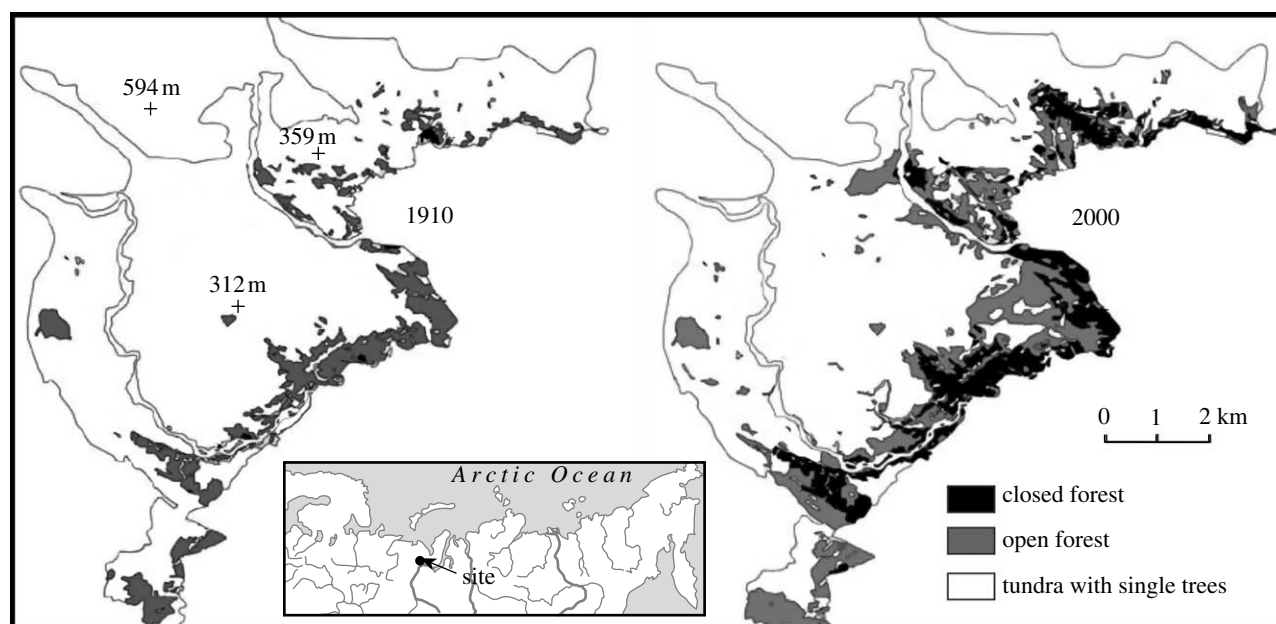 594 m
359 m
1910
2000
312 m
0 1 2 km
Arctic Ocean
site
closed forest
open forest
tundra with single trees